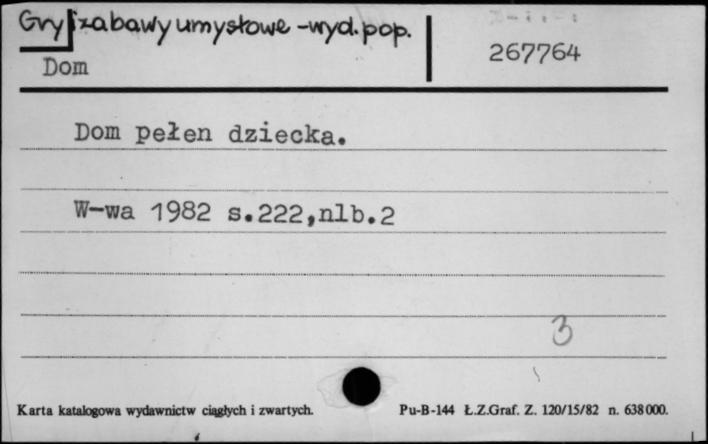 Gry i zabawy umysłowe - wyd. pop.
Dom
267764
Dom pełen dziecka.
W-wa 1982 s.222,nlb.2
3
Karta katalogowa wydawnictw ciągłych i zwartych.
Pu-B-144 Ł.Z.Graf. Z. 120/15/82 n. 638000.